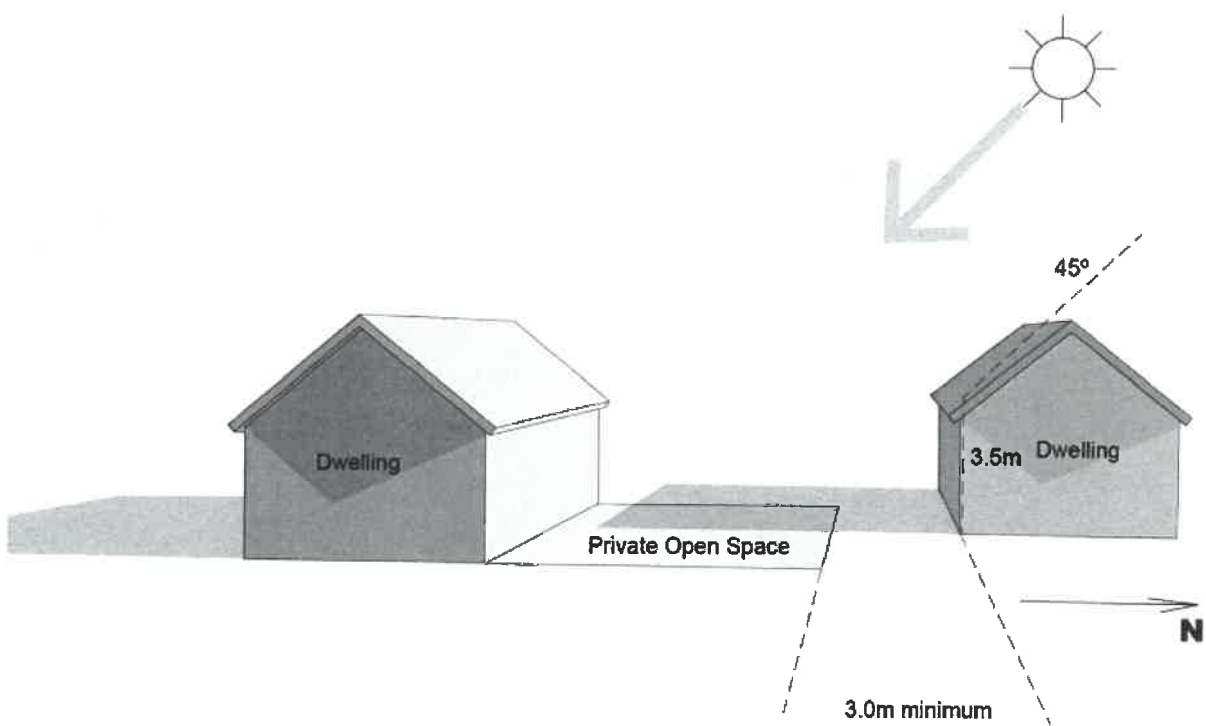 45º
Dwelling
3.5m
Dwelling
Private Open Space
N
3.0m minimum